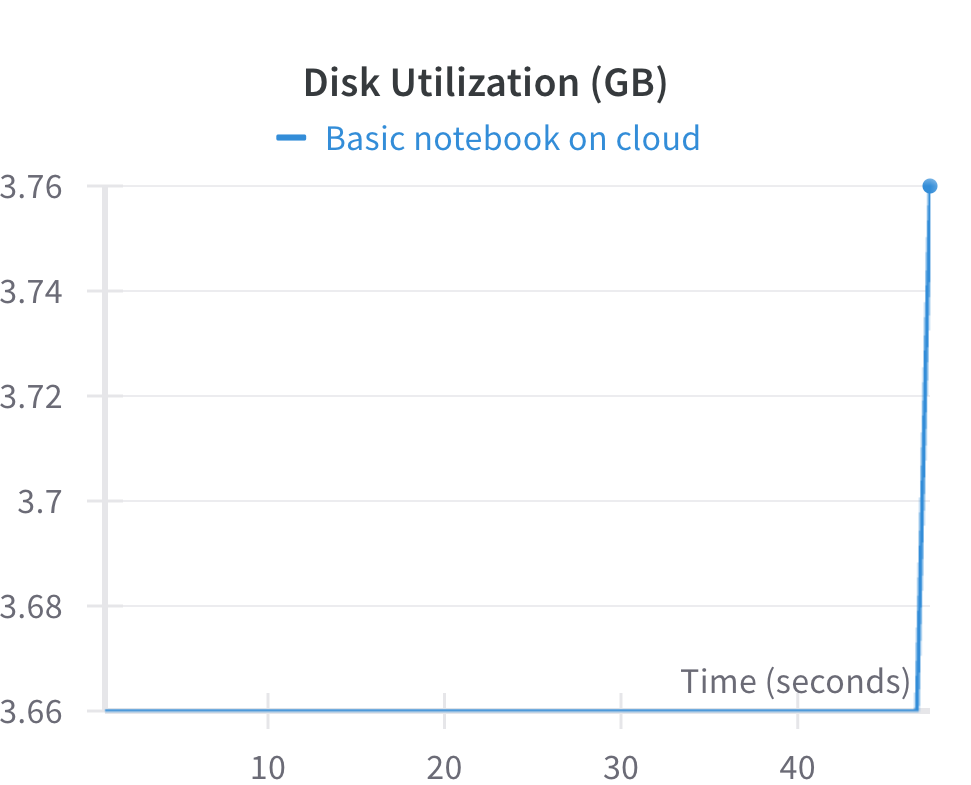 Disk Utilization (GB)
Basic notebook on cloud
3.76
3.74
3.72
3.7
3.68
Time (seconds)
3.66
10 20 30 40